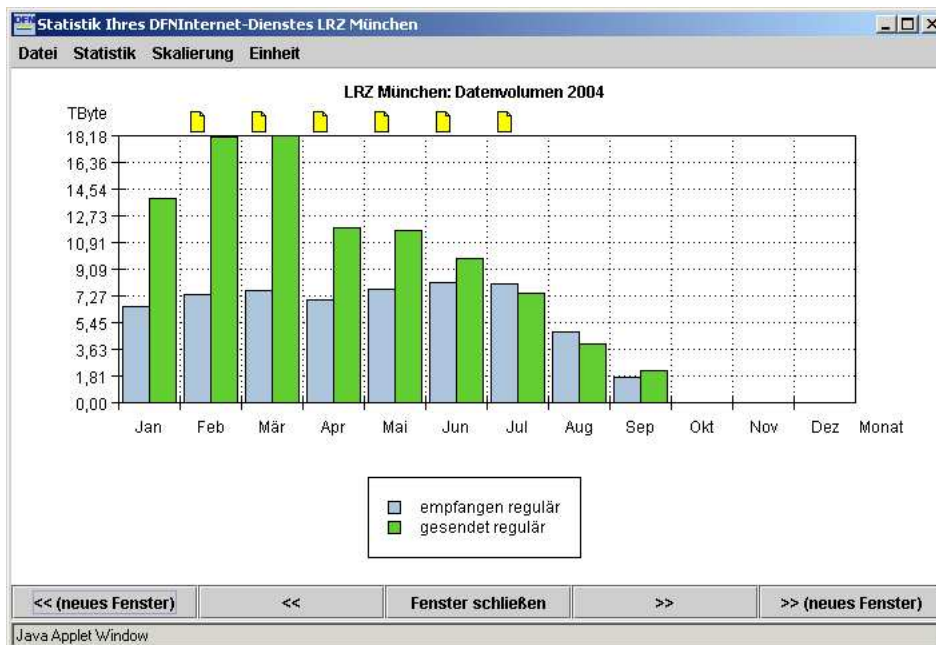 DFN Statistik Ihres DFNInternet-Dienstes LRZ München
Datei Statistik Skalierung Einheit
LRZ München: Datenvolumen 2004
TByte
18,18
16,36
14,54
12,73
10,91
9,09
7,27
5,45
3,63
1,81
0,00
Jan Feb Mär Apr Mai Jun Jul Aug Sep Okt Nov Dez Monat
empfangen regulär
gesendet regulär
<< (neues Fenster) << Fenster schließen >> >> (neues Fenster)
Java Applet Window